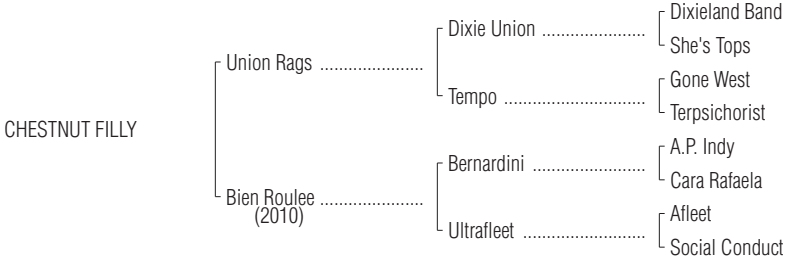 Dixieland Band
Dixie Union ......................
She's Tops
Union Rags ......................
Gone West
Tempo ..............................
Terpsichorist
CHESTNUT FILLY
A.P. Indy
Bernardini ........................
Cara Rafaela
Bien Roulee ......................
(2010)
Afleet
Ultrafleet ..........................
Social Conduct